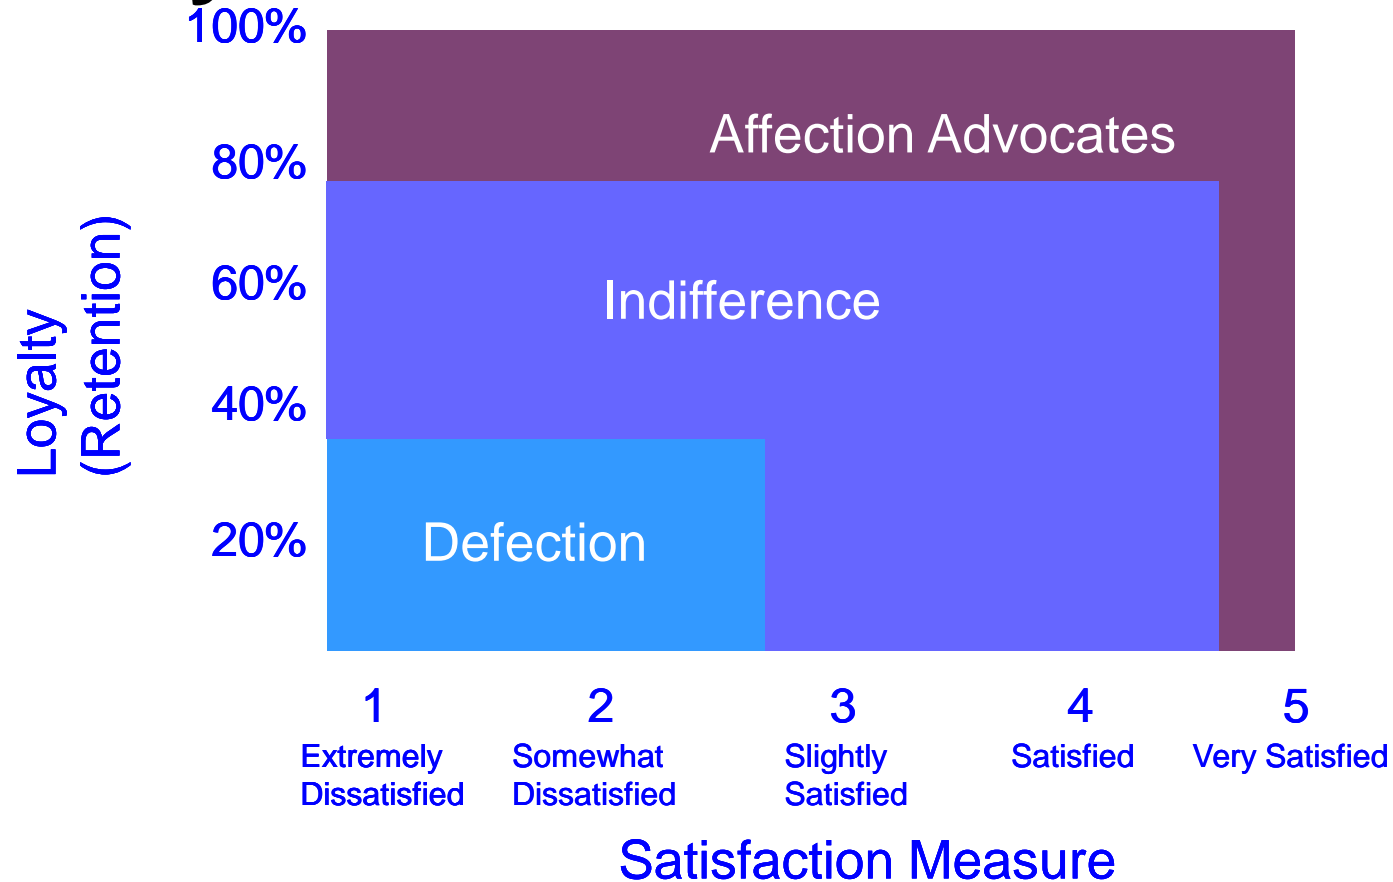 100%
Affection Advocates
80%
Loyalty
(Retention)
60%
Indifference
40%
20%
Defection
1
2
3
4
5
Extremely
Dissatisfied
Somewhat
Dissatisfied
Slightly
Satisfied
Satisfied
Very Satisfied
Satisfaction Measure